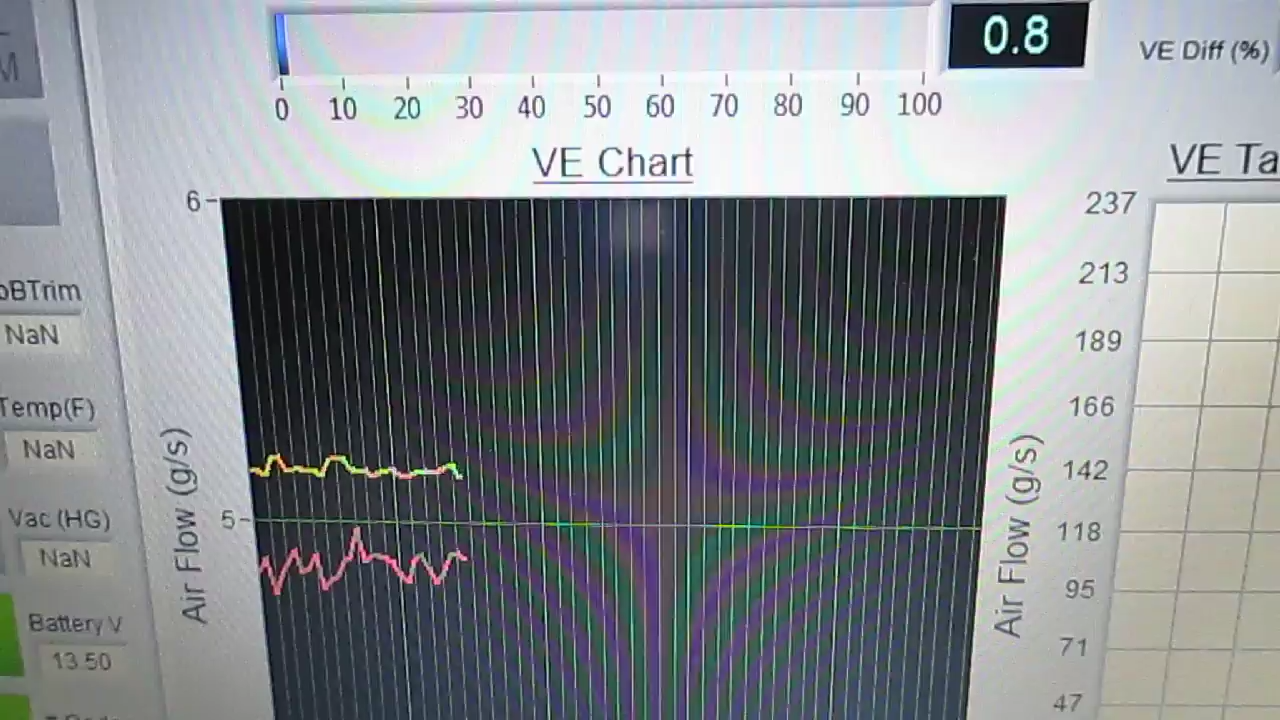 M
0.8
VE Diff (%)
0 10 20 30 40 50 60 70 80 90 100
VE Chart
VE Ta
6
5
Air Flow (g/s)
237
213
189
166
142
118
95
71
47
Air Flow (g/s)
oBTrim
NaN
Temp(F)
NaN
Vac (HG)
NaN
Battery V
13.50